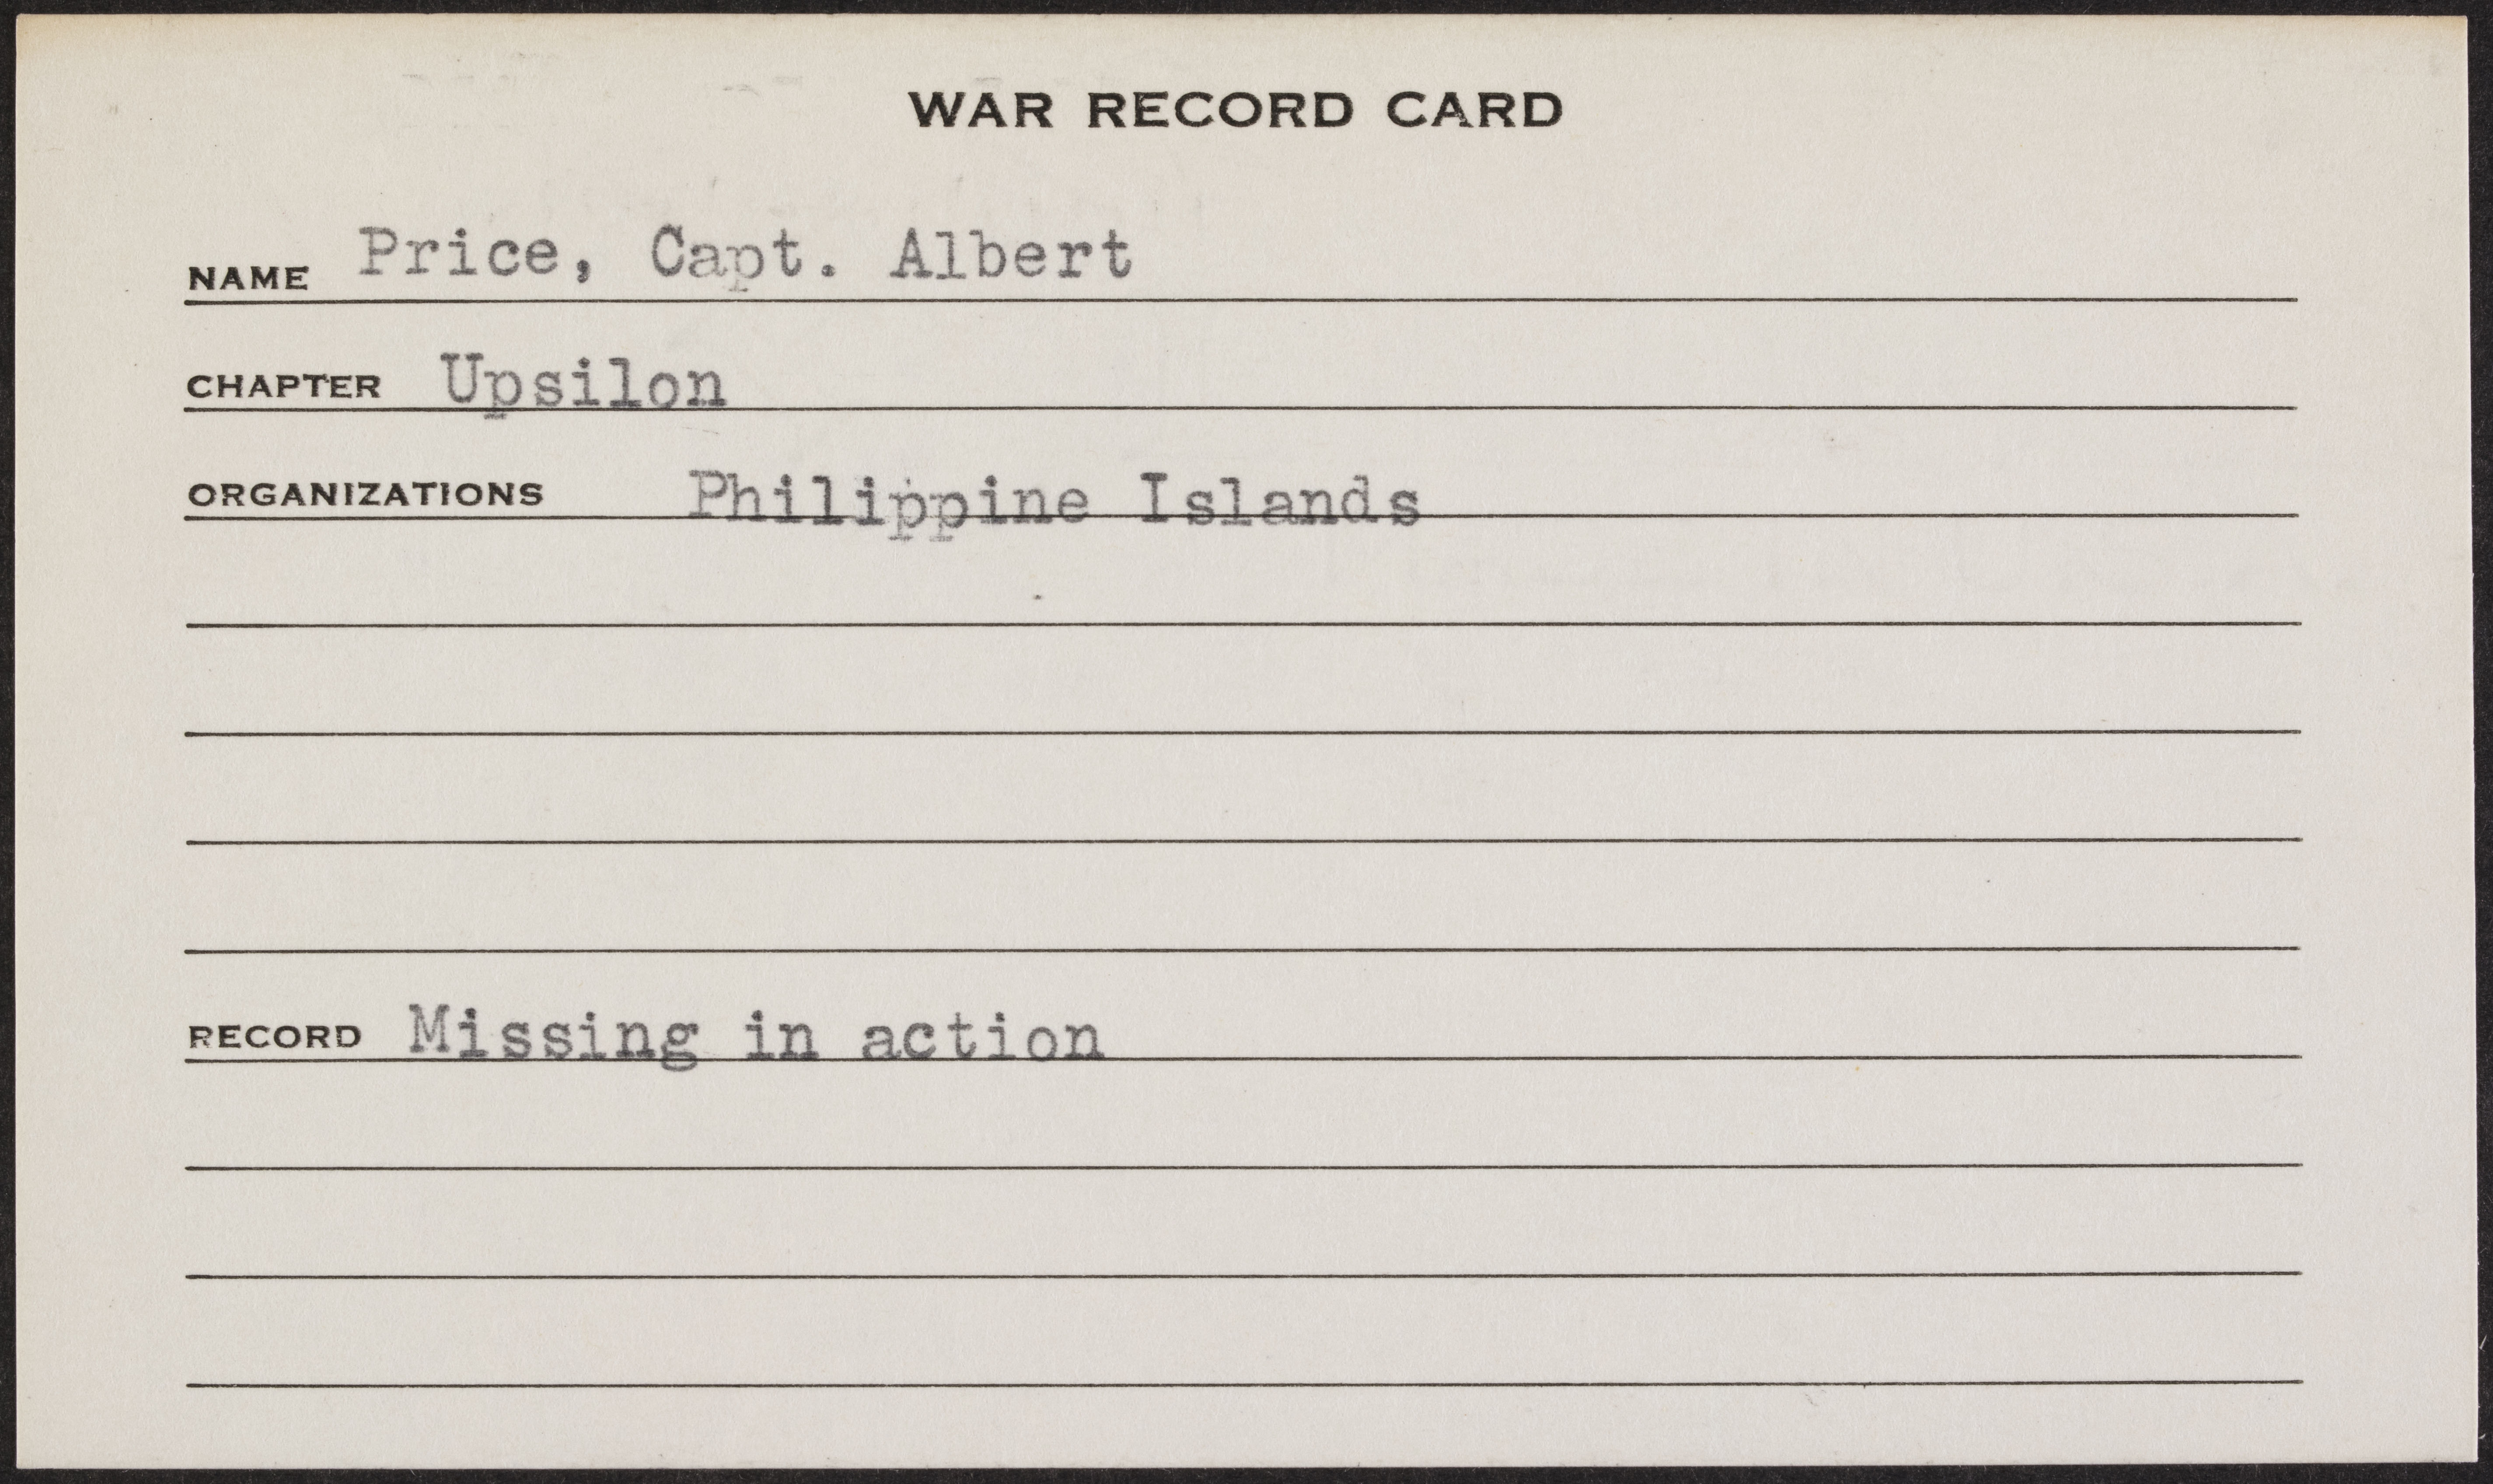 WAR RECORD CARD
NAME Price, Capt. Albert
CHAPTER Upsilon
ORGANIZATIONS Philippine Islands
RECORD Missing in action